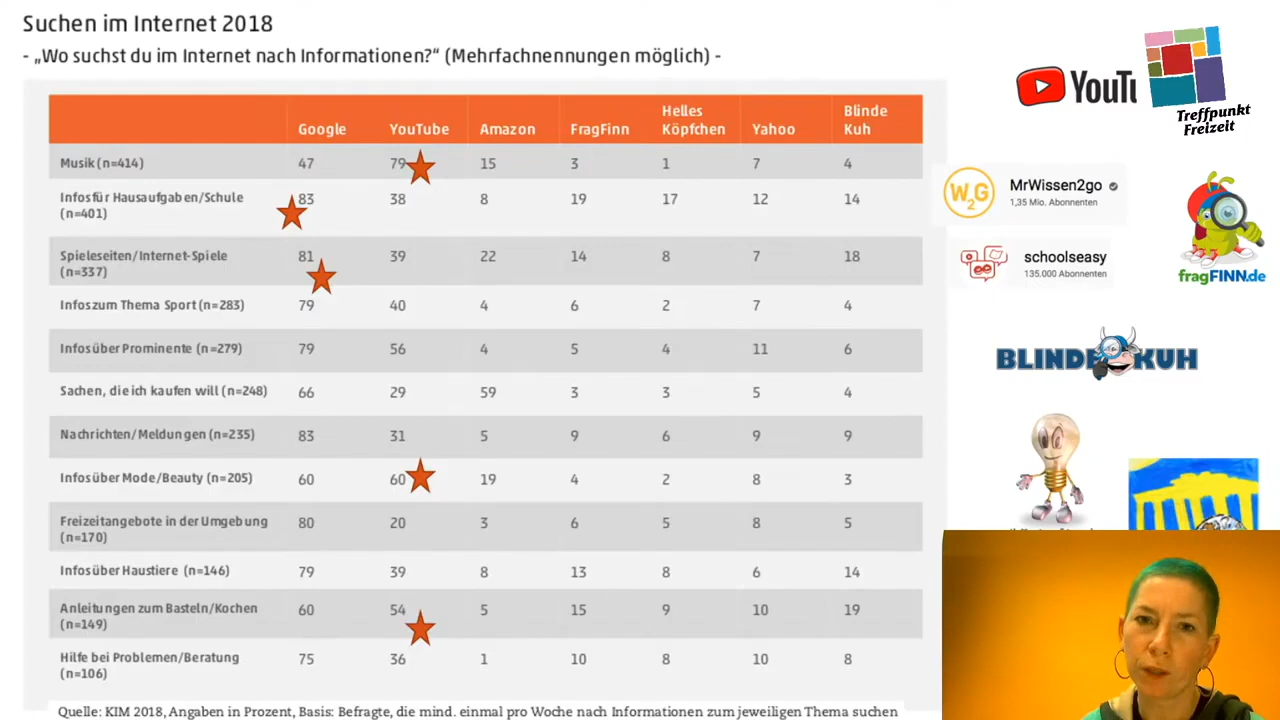 Suchen im Internet 2018
- „Wo suchst du im Internet nach Informationen?“ (Mehrfachnennungen möglich) -
Google YouTube Amazon FragFinn Helles Köpfchen Yahoo Blinde Kuh
Musik (n=414) 47 79 15 3 1 7 4
Infos für Hausaufgaben/Schule (n=401) 83 38 8 19 17 12 14
Spieleseiten/Internet-Spiele (n=337) 81 39 22 14 8 7 18
Infos zum Thema Sport (n=283) 79 40 4 6 2 7 4
Infos über Prominente (n=279) 79 56 4 5 4 11 6
Sachen, die ich kaufen will (n=248) 66 29 59 3 3 5 4
Nachrichten/Meldungen (n=235) 83 31 5 9 6 9 9
Infos über Mode/Beauty (n=205) 60 60 19 4 2 8 3
Freizeitangebote in der Umgebung (n=170) 80 20 3 6 5 8 5
Infos über Haustiere (n=146) 79 39 8 13 8 6 14
Anleitungen zum Basteln/Kochen (n=149) 60 54 5 15 9 10 19
Hilfe bei Problemen/Beratung (n=106) 75 36 1 10 8 10 8
Quelle: KIM 2018, Angaben in Prozent, Basis: Befragte, die mind. einmal pro Woche nach Informationen zum jeweiligen Thema suchen
YouTu
Treffpunkt
Freizeit
W2G
MrWissen2go
1,35 Mio. Abonnenten
schoolseasy
135.000 Abonnenten
fragFINN.de
BLINDE KUH